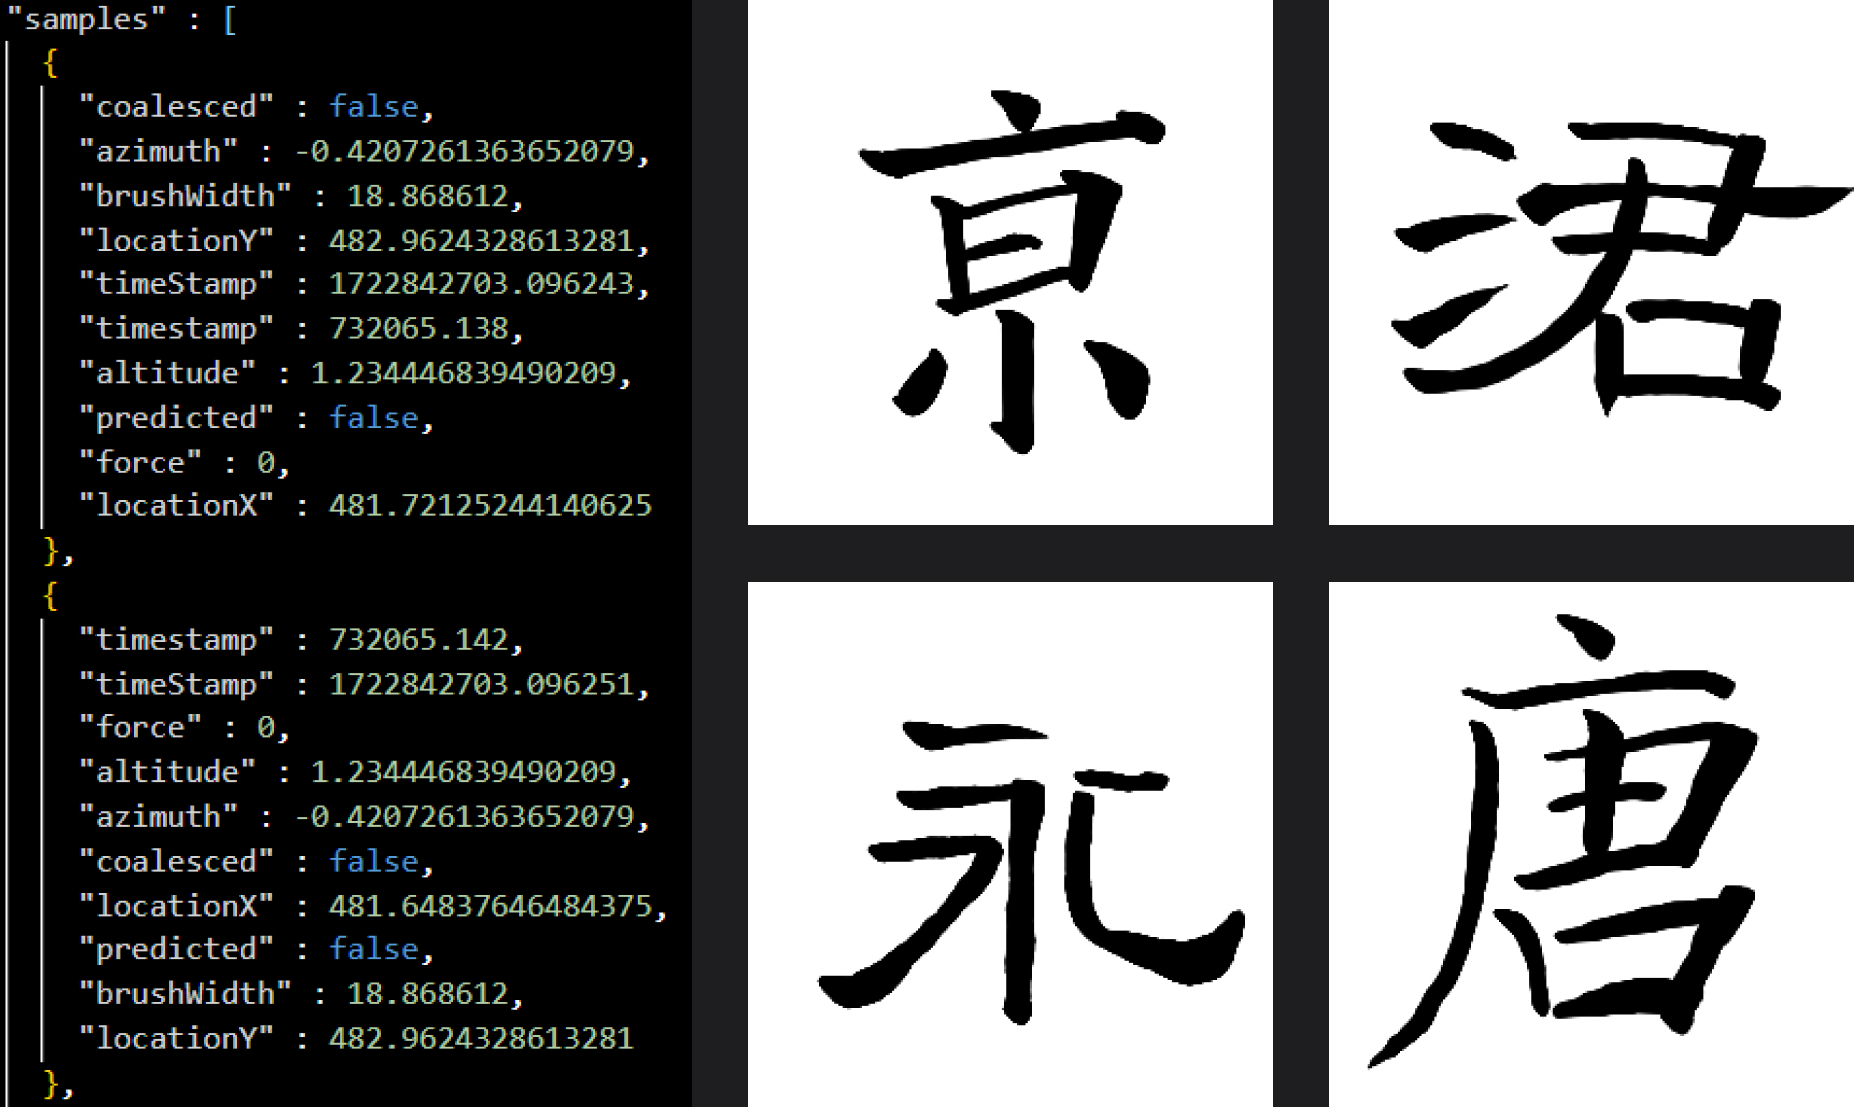 "samples" : [
{
"coalesced" : false,
"azimuth" : -0.4207261363652079,
"brushWidth" : 18.868612,
"locationY" : 482.9624328613281,
"timeStamp" : 1722842703.096243,
"timestamp" : 732065.138,
"altitude" : 1.234446839490209,
"predicted" : false,
"force" : 0,
"locationX" : 481.72125244140625
},
{
"timestamp" : 732065.142,
"timeStamp" : 1722842703.096251,
"force" : 0,
"altitude" : 1.234446839490209,
"azimuth" : -0.4207261363652079,
"coalesced" : false,
"locationX" : 481.64837646484375,
"predicted" : false,
"brushWidth" : 18.868612,
"locationY" : 482.9624328613281
},
亰 涒
永 唐